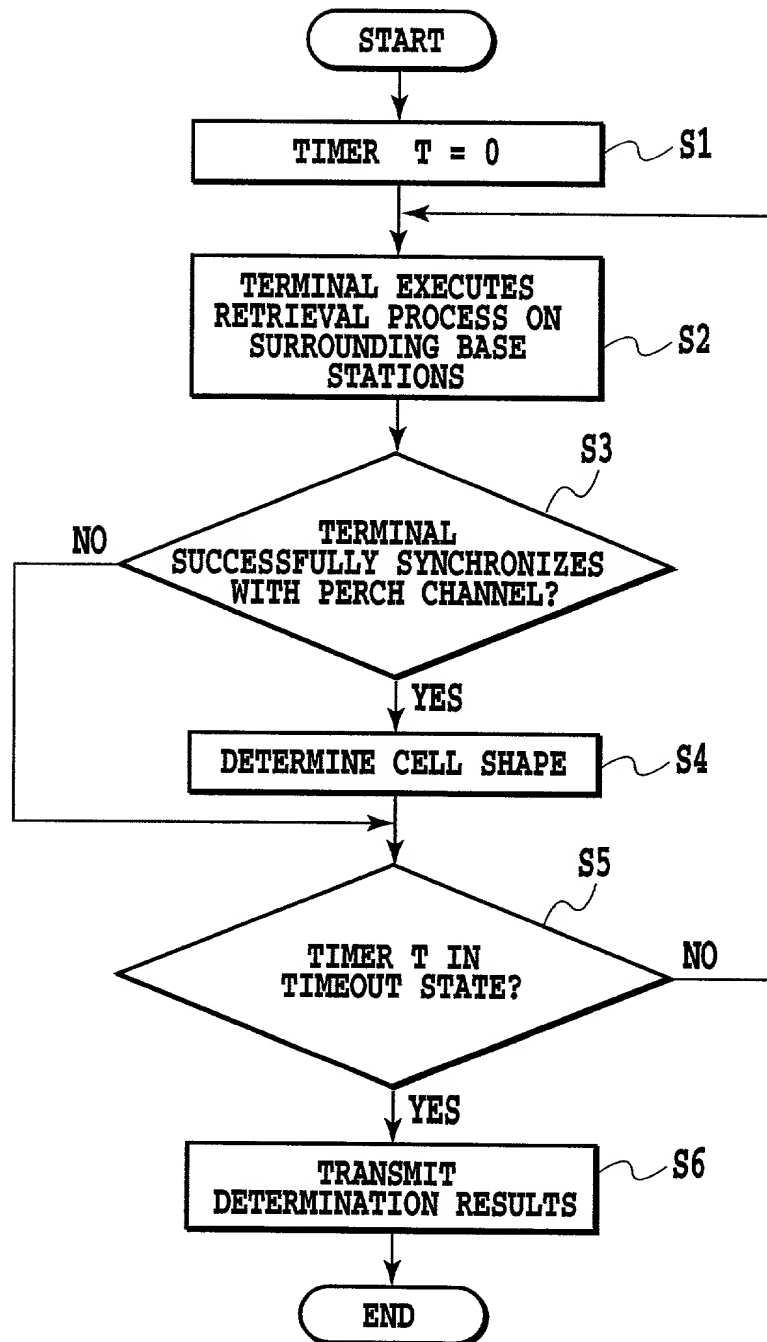 START
TIMER T = 0
S1
TERMINAL EXECUTES
RETRIEVAL PROCESS ON
SURROUNDING BASE
STATIONS
S2
S3
TERMINAL
SUCCESSFULLY SYNCHRONIZES
WITH PERCH CHANNEL?
NO
YES
DETERMINE CELL SHAPE
S4
S5
TIMER T IN
TIMEOUT STATE?
NO
YES
TRANSMIT
DETERMINATION RESULTS
S6
END